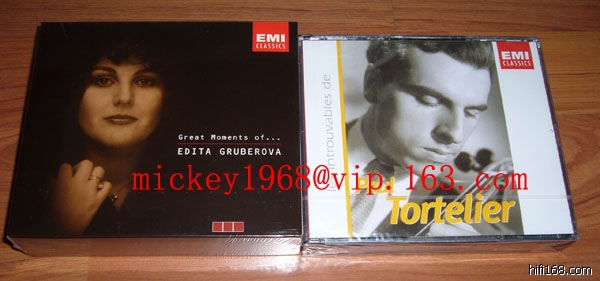 EMI
CLASSICS
Great Moments of...
EDITA GRUBEROVA
EMI
CLASSICS
introuvables de
Tortelier
mickey1968@vip.163.com
hifi168.com